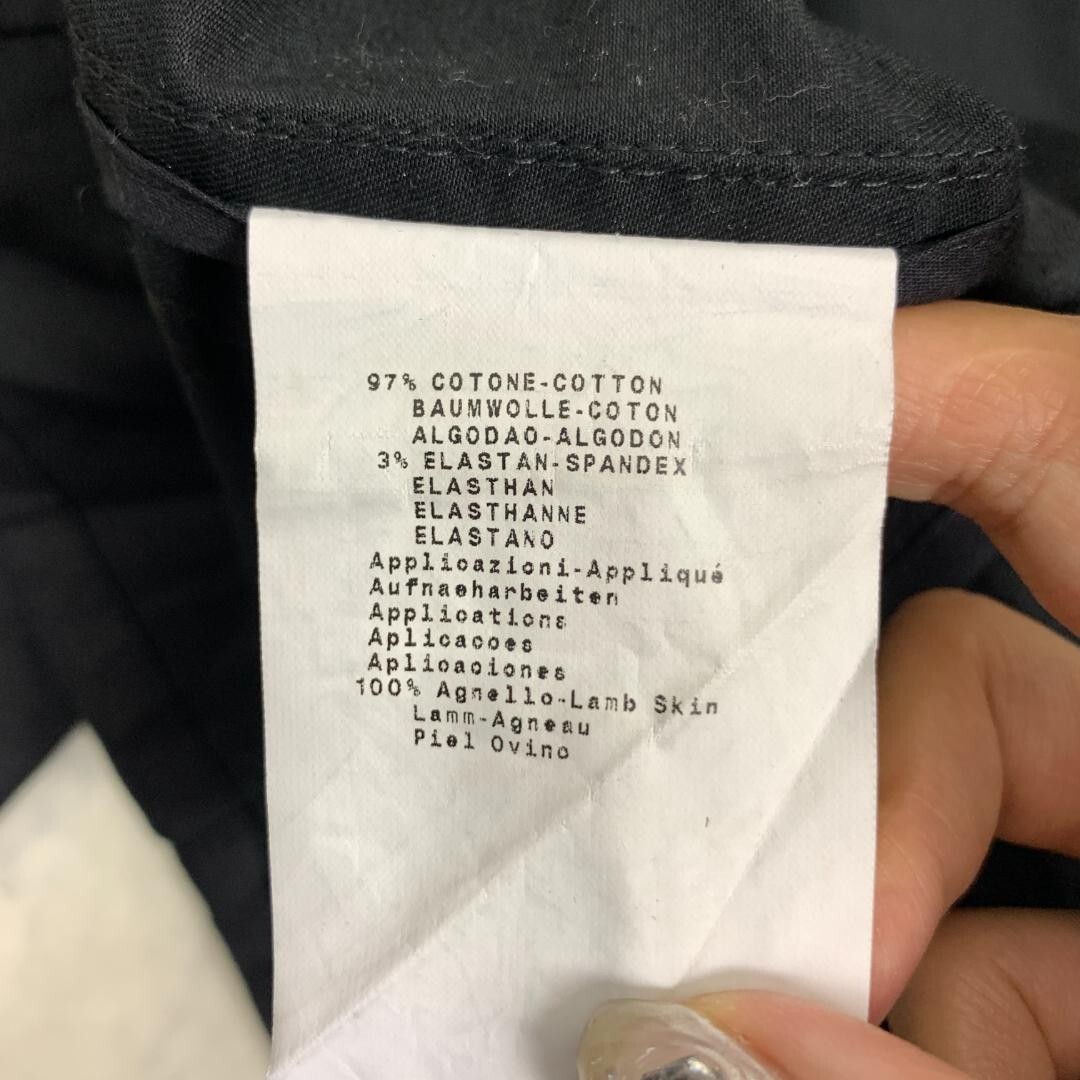 97% COTONE-COTTON
BAUMWOLLE-COTON
ALGODAO-ALGODON
3% ELASTAN-SPANDEX
ELASTHAN
ELASTHANNE
ELASTANO
Applicazioni-Appliqué
Aufnaeharbeiten
Applications
Aplicacoes
Aplicaciones
100% Agnello-Lamb Skin
Lamm-Agneau
Piel Ovino